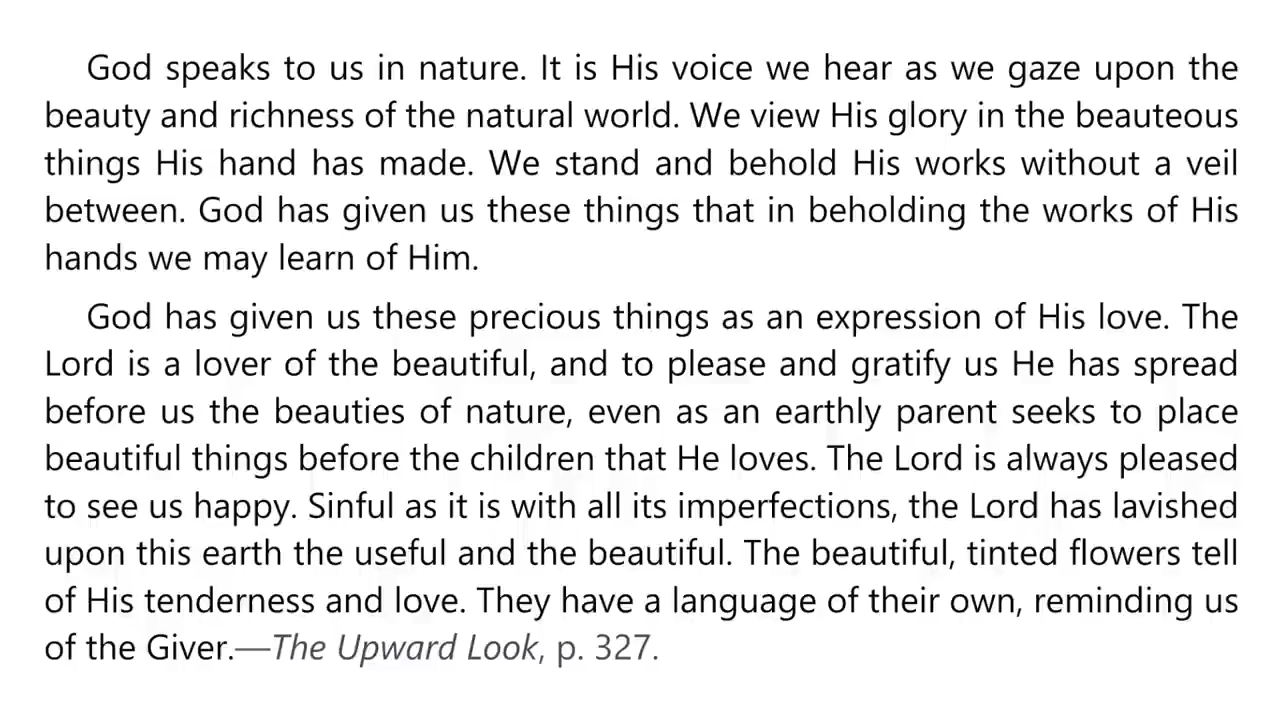 God speaks to us in nature. It is His voice we hear as we gaze upon the
beauty and richness of the natural world. We view His glory in the beauteous
things His hand has made. We stand and behold His works without a veil
between. God has given us these things that in beholding the works of His
hands we may learn of Him.
God has given us these precious things as an expression of His love. The
Lord is a lover of the beautiful, and to please and gratify us He has spread
before us the beauties of nature, even as an earthly parent seeks to place
beautiful things before the children that He loves. The Lord is always pleased
to see us happy. Sinful as it is with all its imperfections, the Lord has lavished
upon this earth the useful and the beautiful. The beautiful, tinted flowers tell
of His tenderness and love. They have a language of their own, reminding us
of the Giver.—The Upward Look, p. 327.